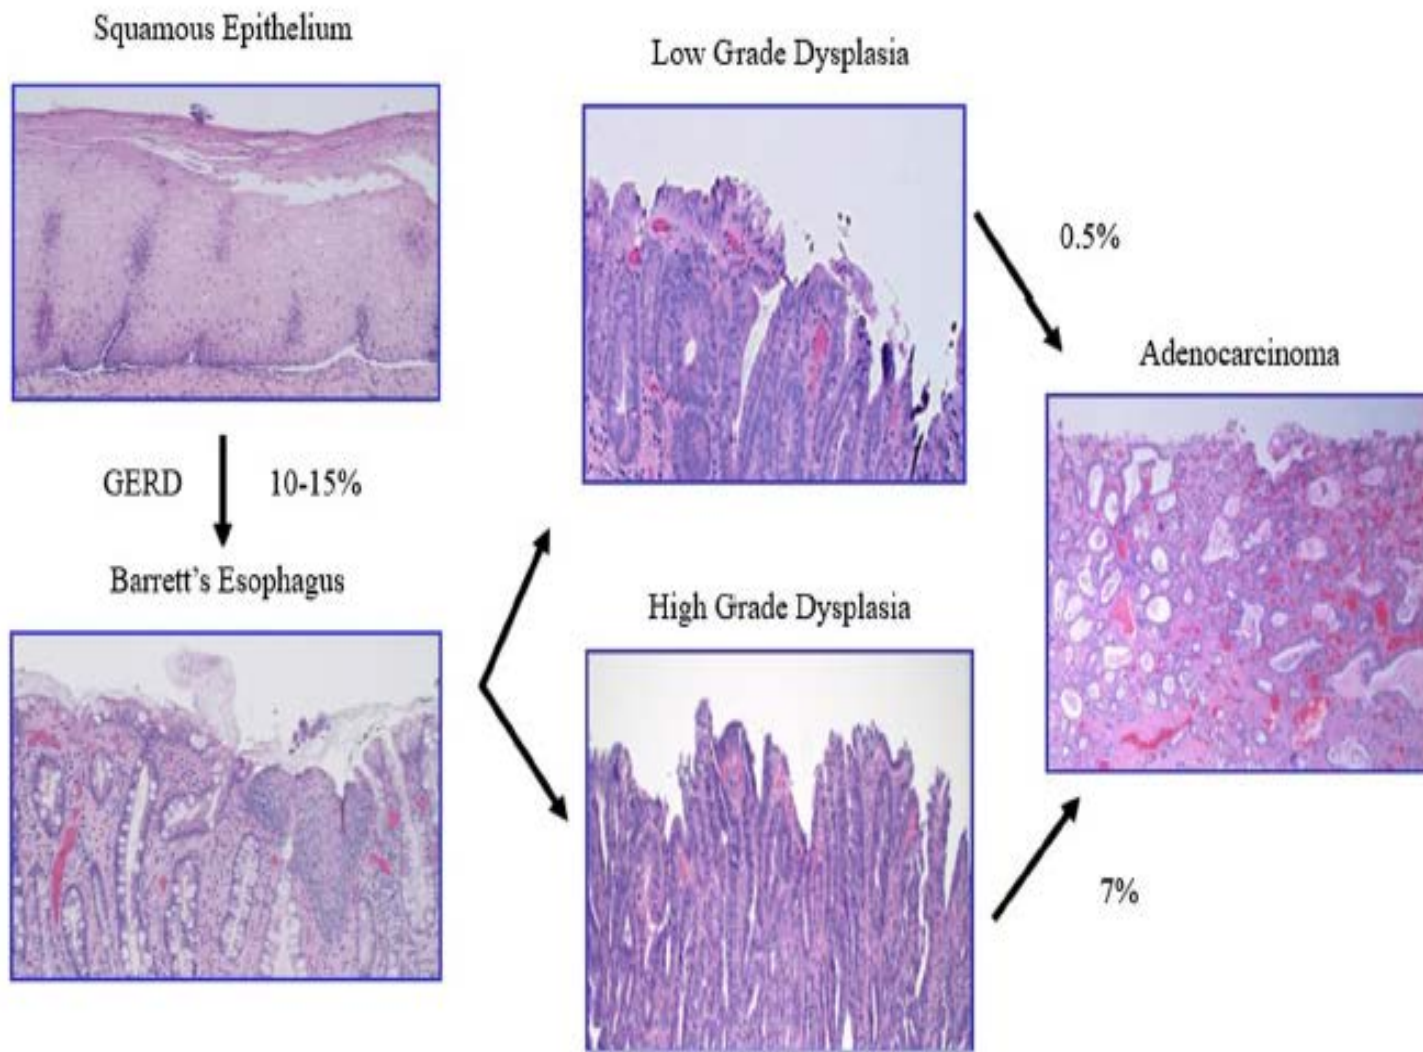 Squamous Epithelium
GERD
10-15%
Barrett's Esophagus
Low Grade Dysplasia
High Grade Dysplasia
0.5%
Adenocarcinoma
7%